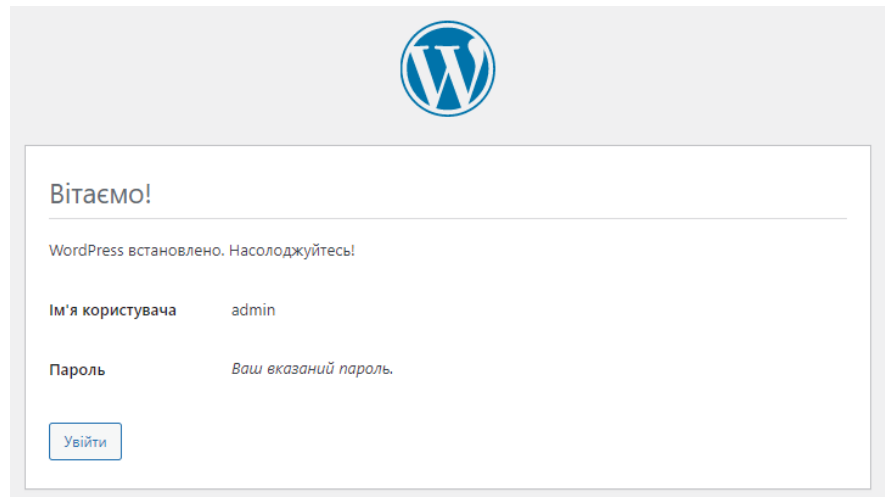 Вітаємо!
WordPress встановлено. Насолоджуйтесь!
Ім'я користувача admin
Пароль Ваш вказаний пароль.
Увійти